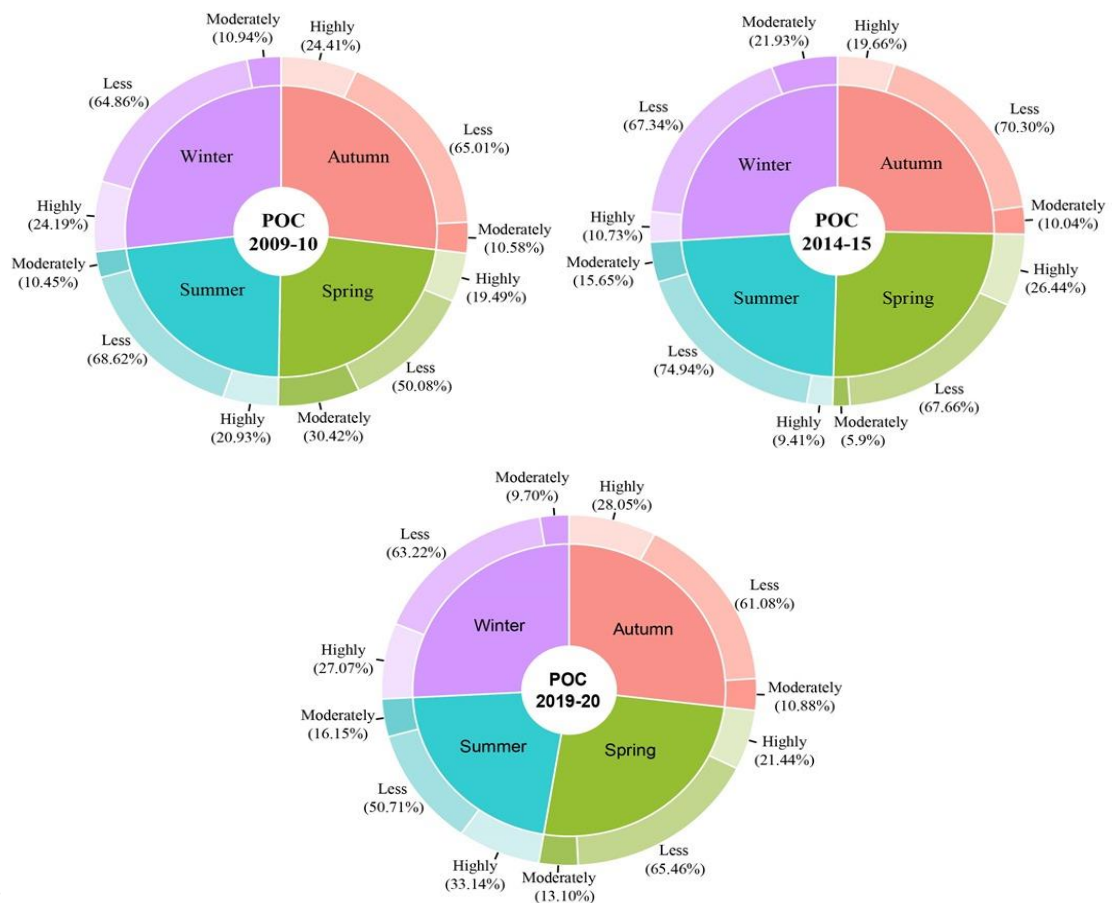 Moderately
(10.94%)
Highly
(24.41%)
Less
(64.86%)
Less
(65.01%)
Winter
Autumn
POC
2009-10
Highly
(24.19%)
Moderately
(10.58%)
Moderately
(10.45%)
Highly
(19.49%)
Summer
Spring
Less
(68.62%)
Less
(50.08%)
Highly
(20.93%)
Moderately
(30.42%)
Moderately
(21.93%)
Highly
(19.66%)
Less
(67.34%)
Less
(70.30%)
Winter
Autumn
POC
2014-15
Highly
(10.73%)
Moderately
(10.04%)
Moderately
(15.65%)
Highly
(26.44%)
Summer
Spring
Less
(74.94%)
Less
(67.66%)
Highly
(9.41%)
Moderately
(5.9%)
Moderately
(9.70%)
Highly
(28.05%)
Less
(63.22%)
Less
(61.08%)
Winter
Autumn
POC
2019-20
Highly
(27.07%)
Moderately
(10.88%)
Moderately
(16.15%)
Highly
(21.44%)
Summer
Spring
Less
(50.71%)
Less
(65.46%)
Highly
(33.14%)
Moderately
(13.10%)